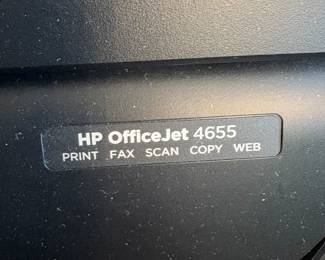 HP OfficeJet 4655
PRINT FAX SCAN COPY WEB